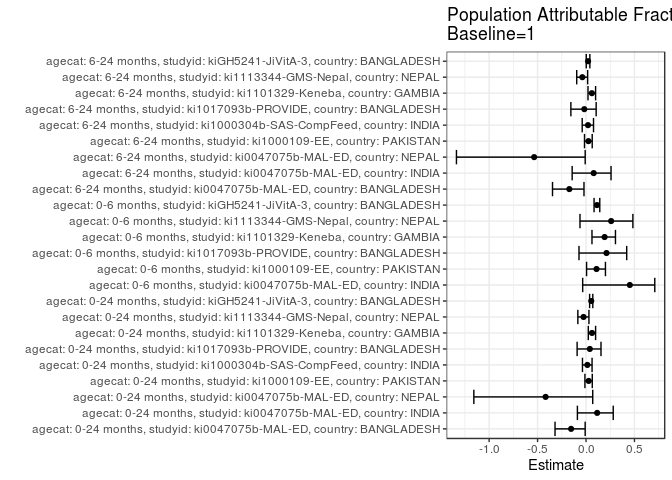 Population Attributable Fract
Baseline=1
agecat: 6-24 months, studyid: kiGH5241-JiVitA-3, country: BANGLADESH
agecat: 6-24 months, studyid: ki1113344-GMS-Nepal, country: NEPAL
agecat: 6-24 months, studyid: ki1101329-Keneba, country: GAMBIA
agecat: 6-24 months, studyid: ki1017093b-PROVIDE, country: BANGLADESH
agecat: 6-24 months, studyid: ki1000304b-SAS-CompFeed, country: INDIA
agecat: 6-24 months, studyid: ki1000109-EE, country: PAKISTAN
agecat: 6-24 months, studyid: ki0047075b-MAL-ED, country: NEPAL
agecat: 6-24 months, studyid: ki0047075b-MAL-ED, country: INDIA
agecat: 6-24 months, studyid: ki0047075b-MAL-ED, country: BANGLADESH
agecat: 0-6 months, studyid: kiGH5241-JiVitA-3, country: BANGLADESH
agecat: 0-6 months, studyid: ki1113344-GMS-Nepal, country: NEPAL
agecat: 0-6 months, studyid: ki1101329-Keneba, country: GAMBIA
agecat: 0-6 months, studyid: ki1017093b-PROVIDE, country: BANGLADESH
agecat: 0-6 months, studyid: ki1000109-EE, country: PAKISTAN
agecat: 0-6 months, studyid: ki0047075b-MAL-ED, country: INDIA
agecat: 0-24 months, studyid: kiGH5241-JiVitA-3, country: BANGLADESH
agecat: 0-24 months, studyid: ki1113344-GMS-Nepal, country: NEPAL
agecat: 0-24 months, studyid: ki1101329-Keneba, country: GAMBIA
agecat: 0-24 months, studyid: ki1017093b-PROVIDE, country: BANGLADESH
agecat: 0-24 months, studyid: ki1000304b-SAS-CompFeed, country: INDIA
agecat: 0-24 months, studyid: ki1000109-EE, country: PAKISTAN
agecat: 0-24 months, studyid: ki0047075b-MAL-ED, country: NEPAL
agecat: 0-24 months, studyid: ki0047075b-MAL-ED, country: INDIA
agecat: 0-24 months, studyid: ki0047075b-MAL-ED, country: BANGLADESH
-1.0 -0.5 0.0 0.5
Estimate